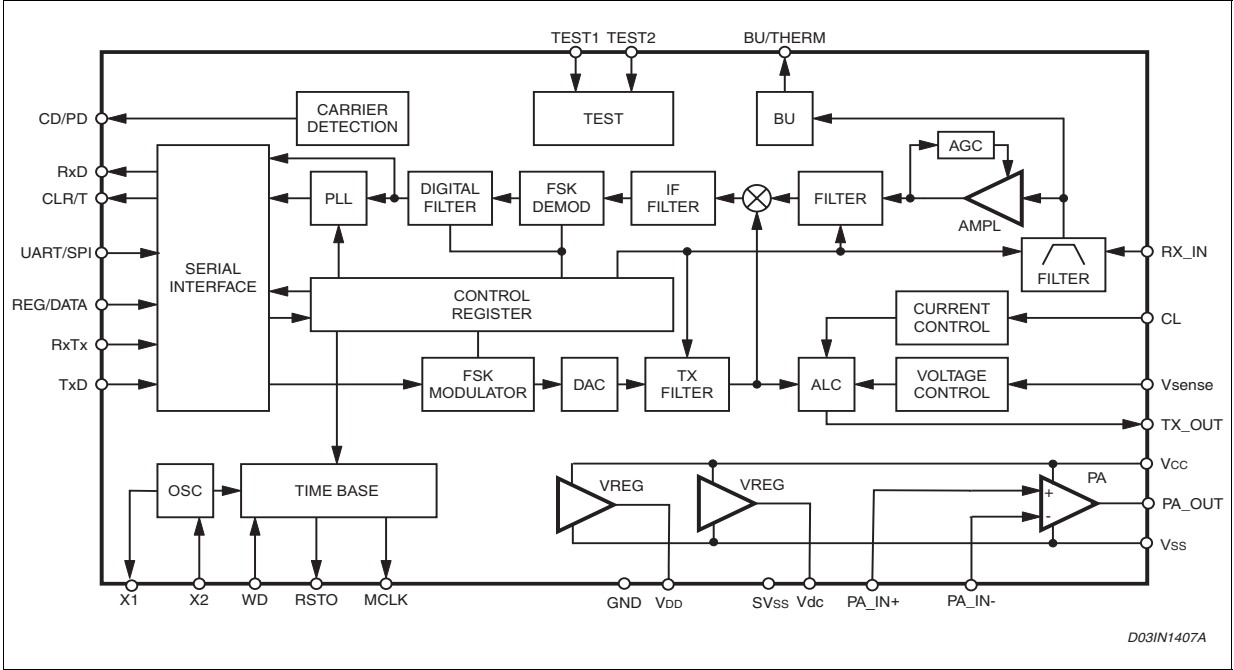 TEST1 TEST2 BU/THERM
CD/PD
CARRIER
DETECTION
TEST
BU
AGC
RxD
CLR/T
PLL
DIGITAL
FILTER
FSK
DEMOD
IF
FILTER
FILTER
AMPL
UART/SPI
SERIAL
INTERFACE
RX_IN
FILTER
REG/DATA
CONTROL
REGISTER
CURRENT
CONTROL
CL
RxTx
TxD
FSK
MODULATOR
DAC
TX
FILTER
ALC
VOLTAGE
CONTROL
Vsense
TX_OUT
OSC
TIME BASE
VREG
VREG
VCC
PA
+
-
PA_OUT
VSS
X1 X2 WD RSTO MCLK GND VDD SVSS Vdc PA_IN+ PA_IN-
D03IN1407A